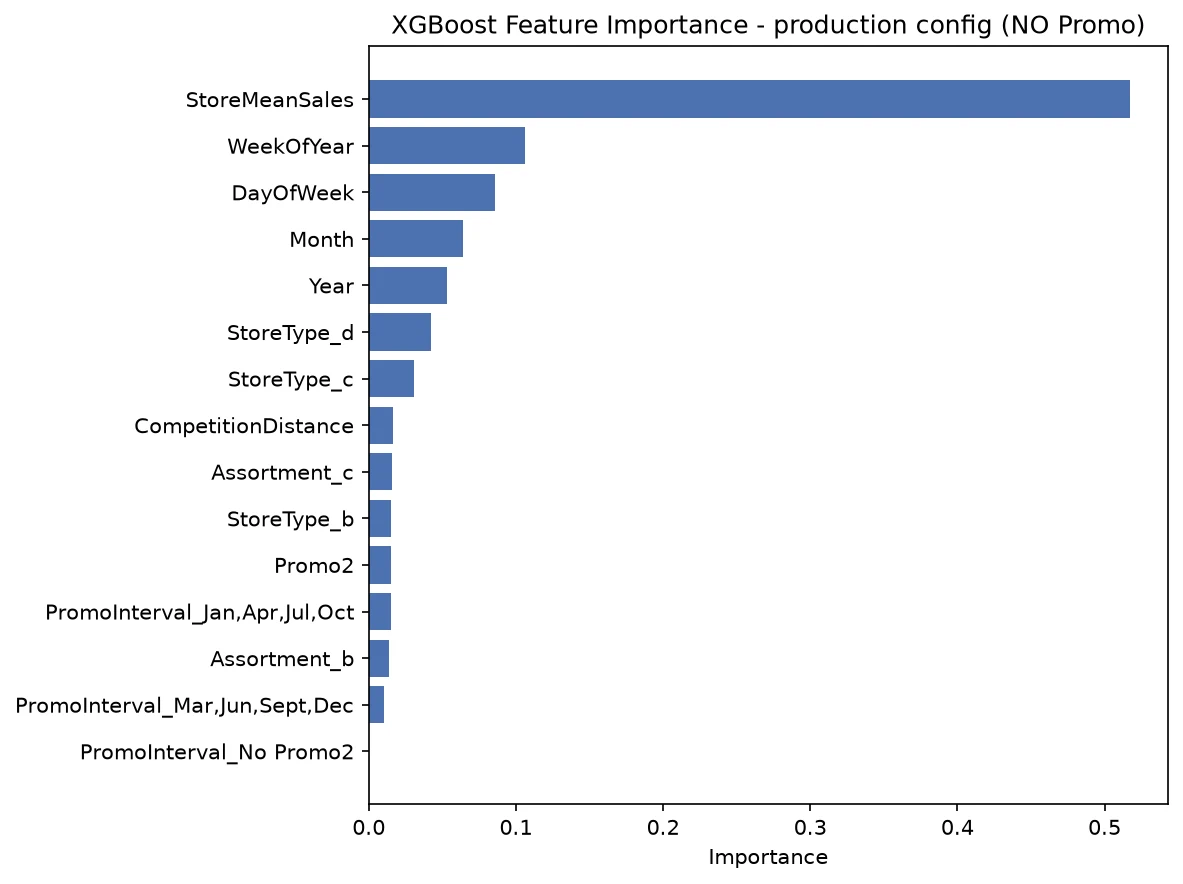 XGBoost Feature Importance - production config (NO Promo)
StoreMeanSales
WeekOfYear
DayOfWeek
Month
Year
StoreType_d
StoreType_c
CompetitionDistance
Assortment_c
StoreType_b
Promo2
PromoInterval_Jan,Apr,Jul,Oct
Assortment_b
PromoInterval_Mar,Jun,Sept,Dec
PromoInterval_No Promo2
0.0 0.1 0.2 0.3 0.4 0.5
Importance